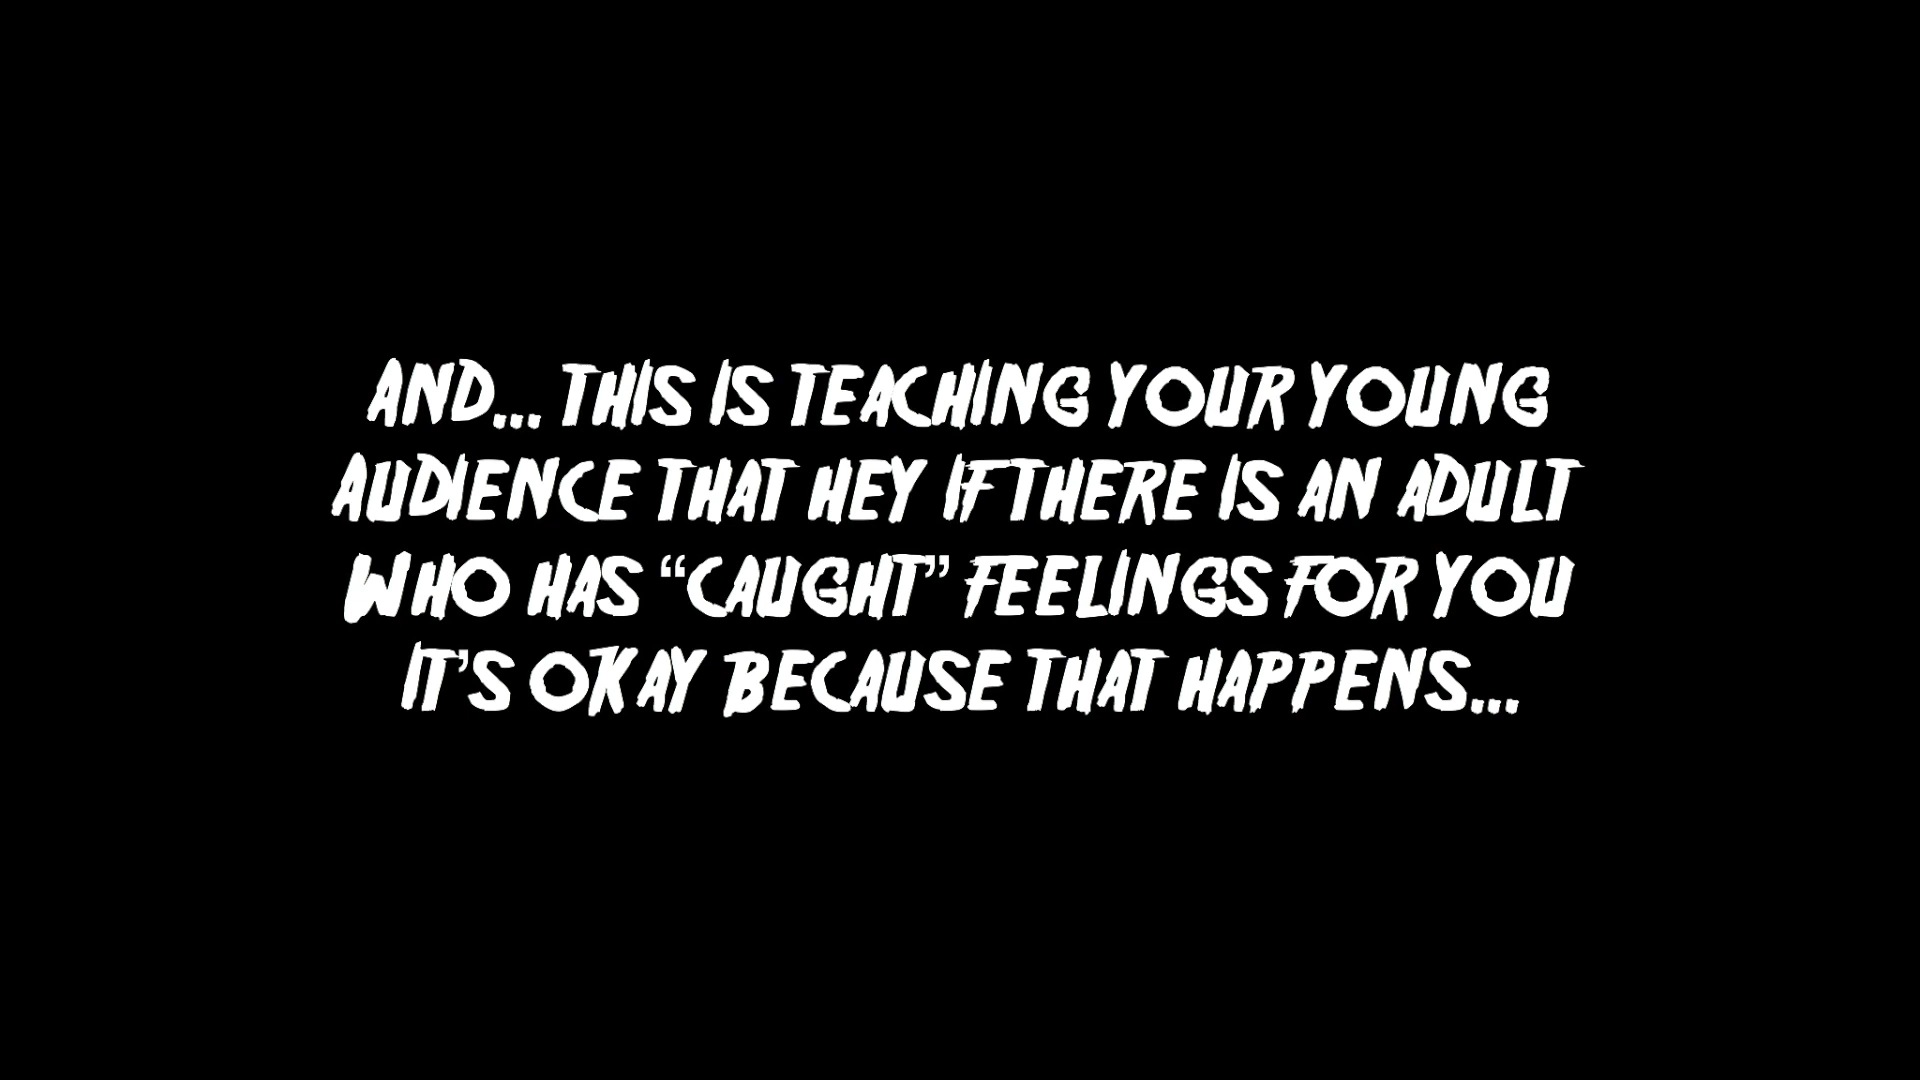 AND... THIS IS TEACHING YOUR YOUNG
AUDIENCE THAT HEY IF THERE IS AN ADULT
WHO HAS “CAUGHT” FEELINGS FOR YOU
IT’S OKAY BECAUSE THAT HAPPENS...